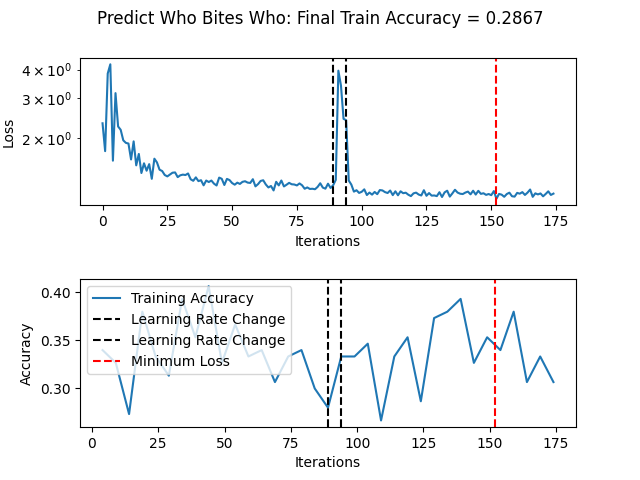 Predict Who Bites Who: Final Train Accuracy = 0.2867
4 × 10⁰
3 × 10⁰
2 × 10⁰
Loss
0 25 50 75 100 125 150 175
Iterations
0.40
0.35
0.30
Accuracy
Training Accuracy
Learning Rate Change
Learning Rate Change
Minimum Loss
0 25 50 75 100 125 150 175
Iterations